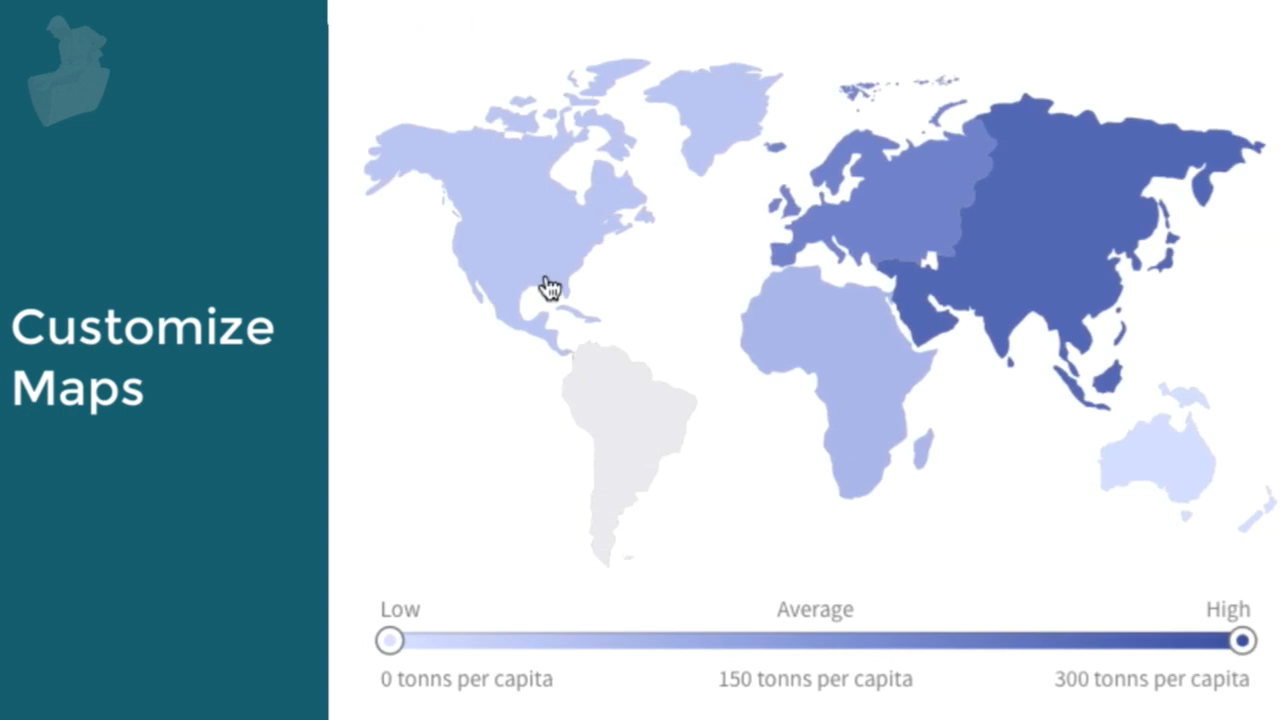 Customize
Maps
Low Average High
0 tonns per capita 150 tonns per capita 300 tonns per capita